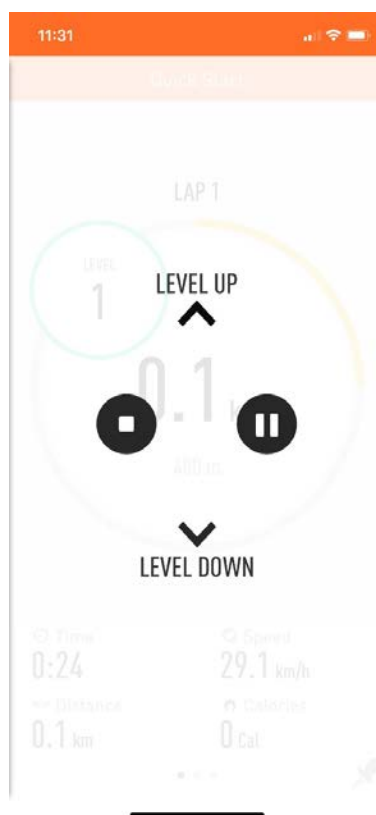 11:31
Quick Start
LAP 1
LEVEL
1
LEVEL UP
0.1
LEVEL DOWN
Time
Speed
0:24
29.1 km/h
Distance
Calories
0.1 km
0 Cal